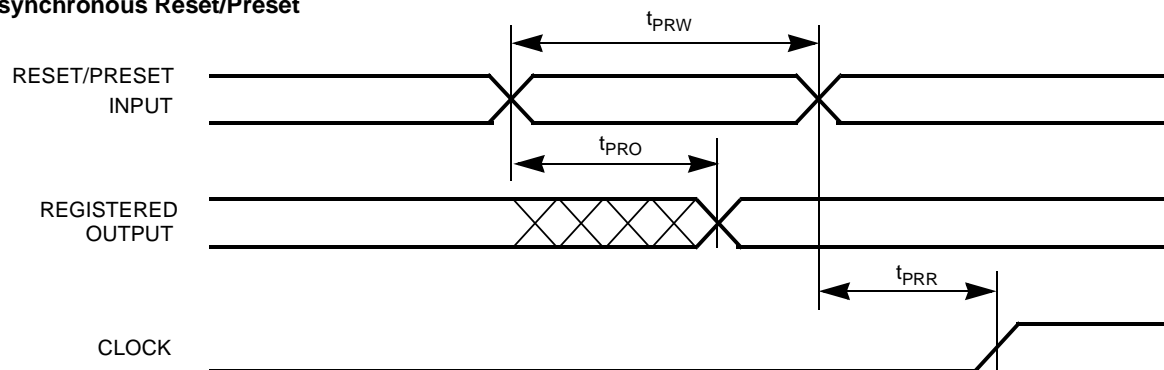 synchronous Reset/Preset
tPRW
RESET/PRESET
INPUT
tPRO
REGISTERED
OUTPUT
tPRR
CLOCK